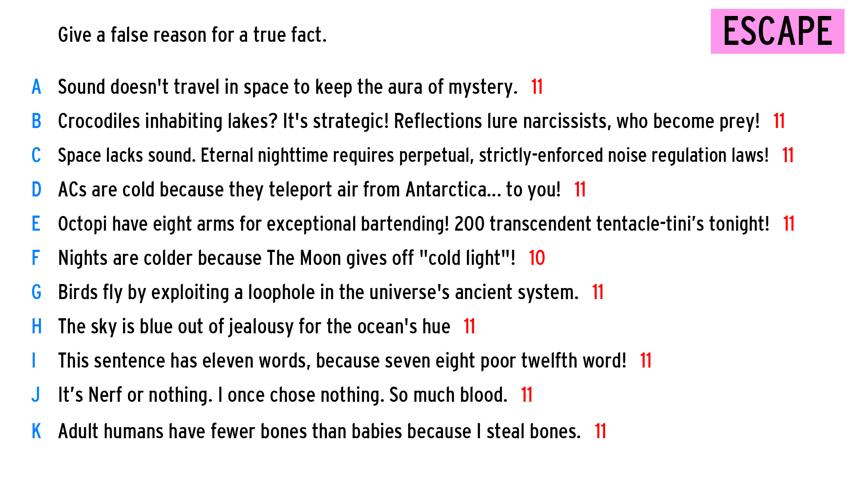 Give a false reason for a true fact.
ESCAPE
A Sound doesn't travel in space to keep the aura of mystery. 11
B Crocodiles inhabiting lakes? It's strategic! Reflections lure narcissists, who become prey! 11
C Space lacks sound. Eternal nighttime requires perpetual, strictly-enforced noise regulation laws! 11
D ACs are cold because they teleport air from Antarctica... to you! 11
E Octopi have eight arms for exceptional bartending! 200 transcendent tentacle-tini’s tonight! 11
F Nights are colder because The Moon gives off "cold light"! 10
G Birds fly by exploiting a loophole in the universe's ancient system. 11
H The sky is blue out of jealousy for the ocean's hue 11
I This sentence has eleven words, because seven eight poor twelfth word! 11
J It’s Nerf or nothing. I once chose nothing. So much blood. 11
K Adult humans have fewer bones than babies because I steal bones. 11